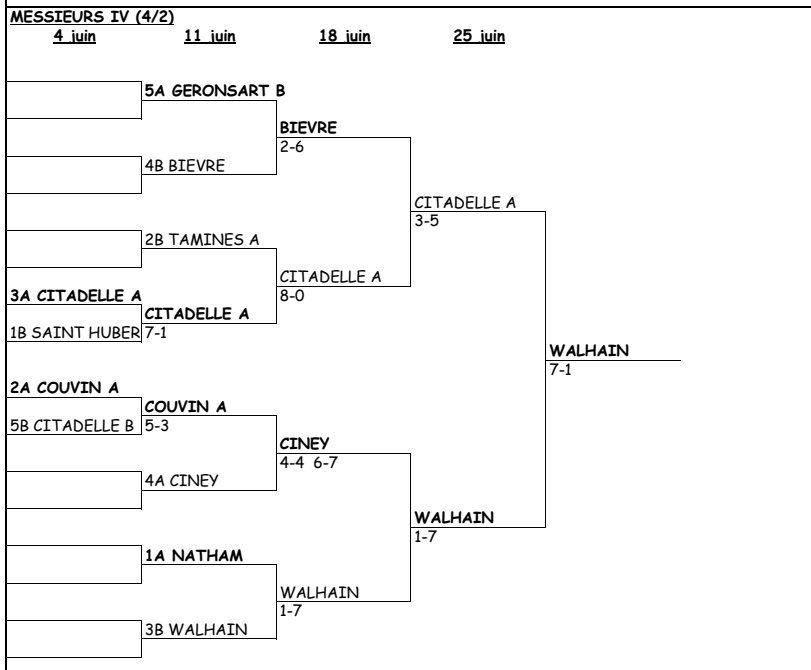 MESSIEURS IV (4/2)
4 juin 11 juin 18 juin 25 juin
5A GERONSART B
BIEVRE
2-6
4B BIEVRE
CITADELLE A
3-5
2B TAMINES A
CITADELLE A
8-0
3A CITADELLE A
CITADELLE A
1B SAINT HUBER 7-1
WALHAIN
7-1
2A COUVIN A
COUVIN A
5B CITADELLE B 5-3
CINEY
4-4 6-7
4A CINEY
WALHAIN
1-7
1A NATHAM
WALHAIN
1-7
3B WALHAIN